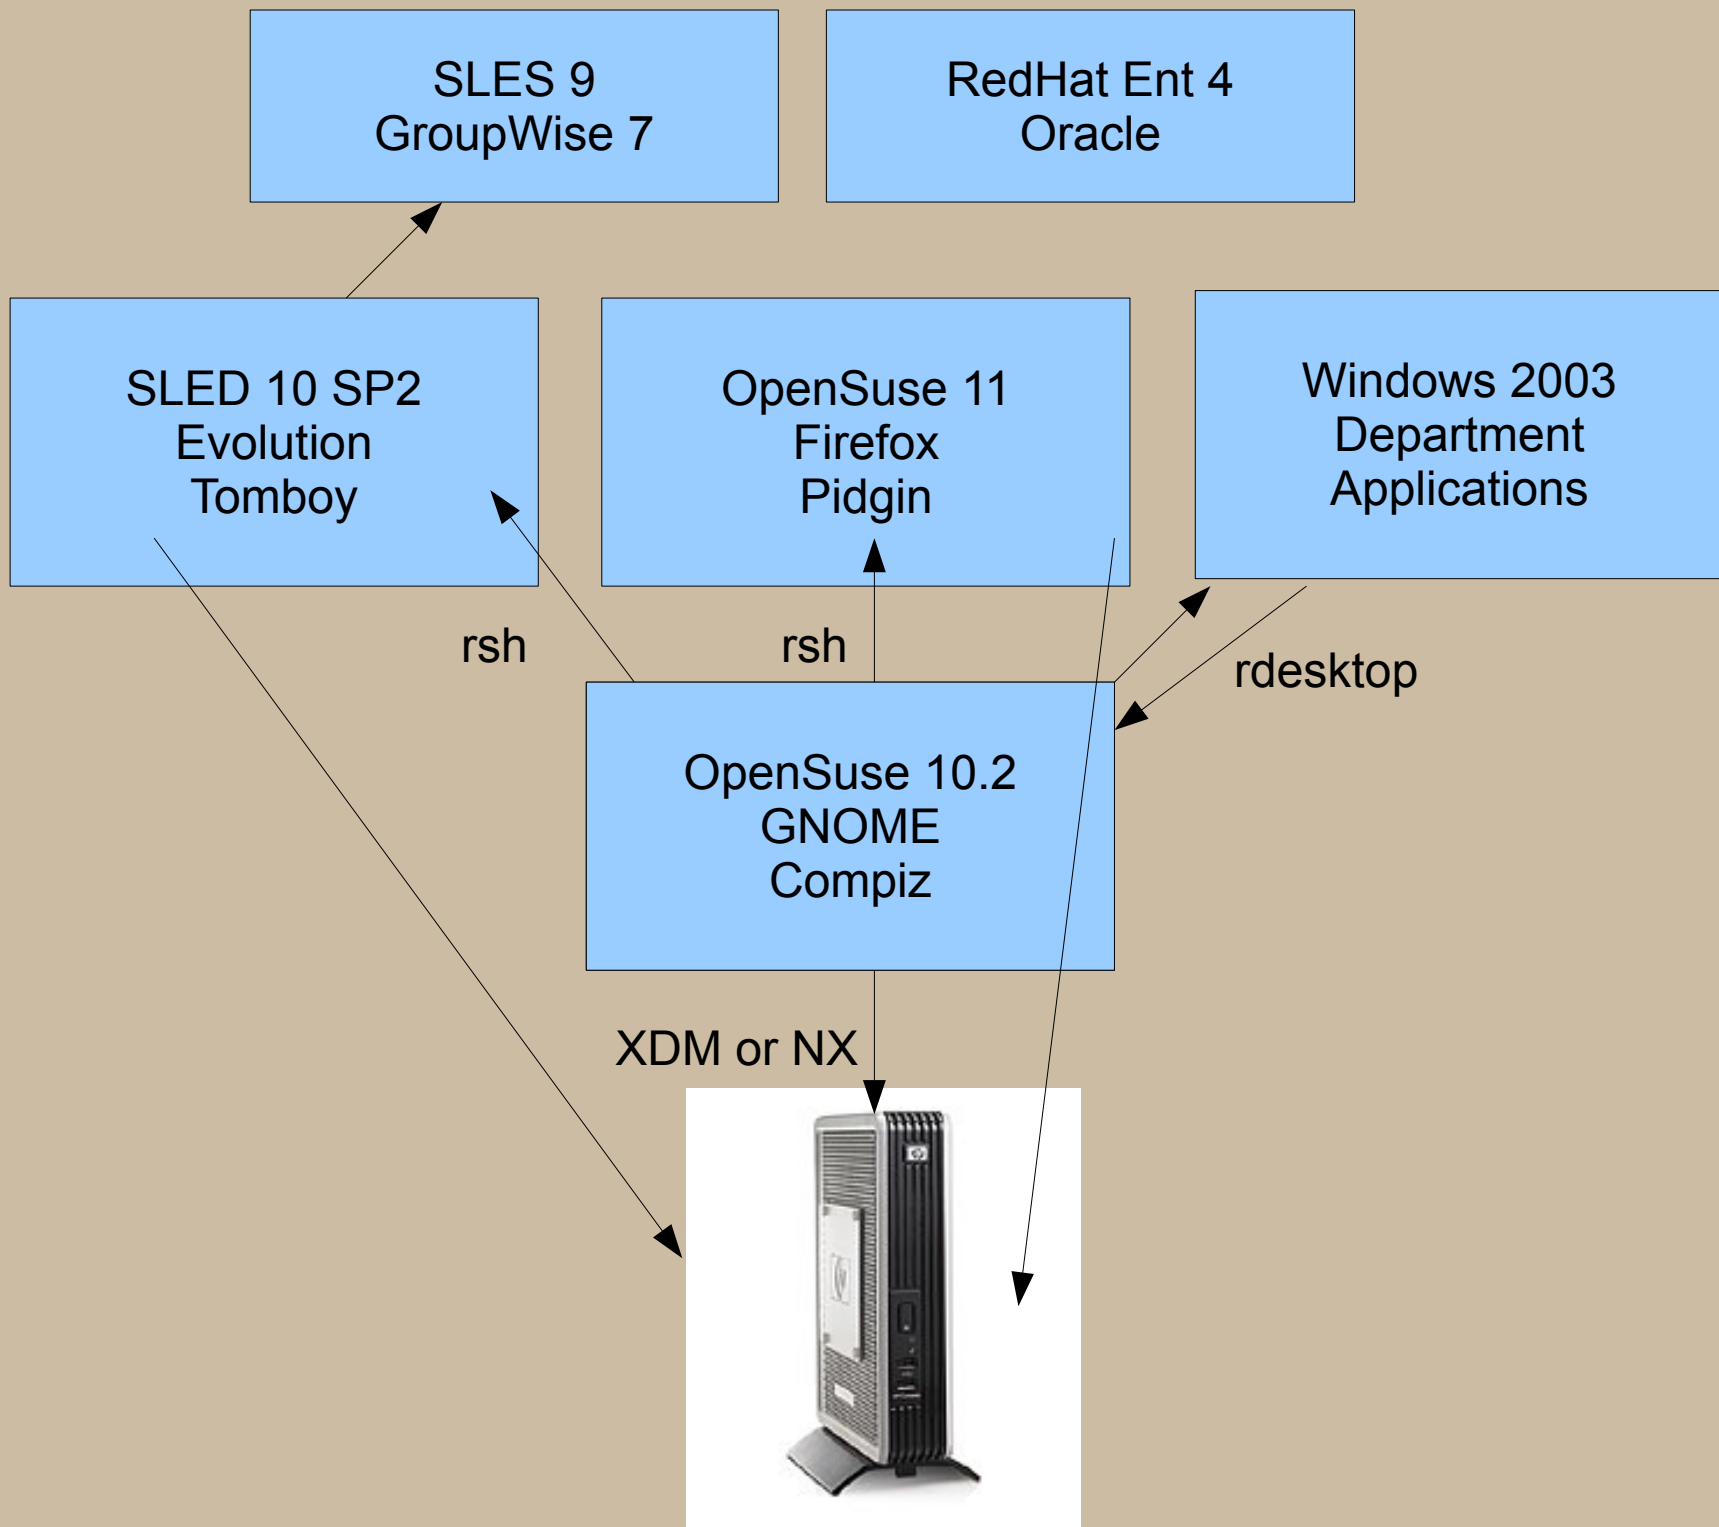 SLES 9
GroupWise 7
RedHat Ent 4
Oracle
SLED 10 SP2
Evolution
Tomboy
OpenSuse 11
Firefox
Pidgin
Windows 2003
Department
Applications
rsh
rsh
rdesktop
OpenSuse 10.2
GNOME
Compiz
XDM or NX